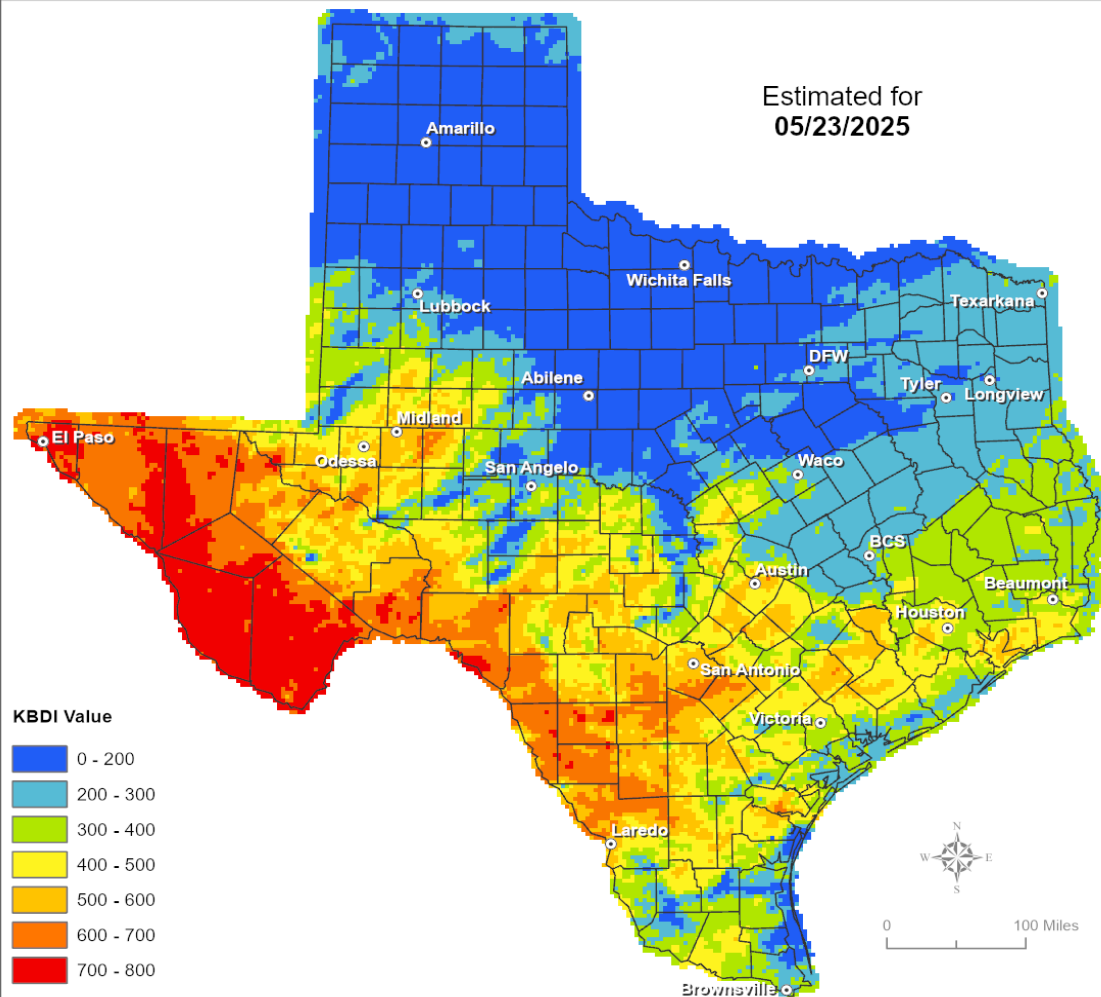 Estimated for
05/23/2025
Amarillo
Wichita Falls
Lubbock
Texarkana
DFW
Abilene
Tyler
Longview
Midland
El Paso
Odessa
Waco
San Angelo
BCS
Austin
Beaumont
Houston
San Antonio
Victoria
Laredo
Brownsville
KBDI Value
0 - 200
200 - 300
300 - 400
400 - 500
500 - 600
600 - 700
700 - 800
N
W E
S
0 100 Miles